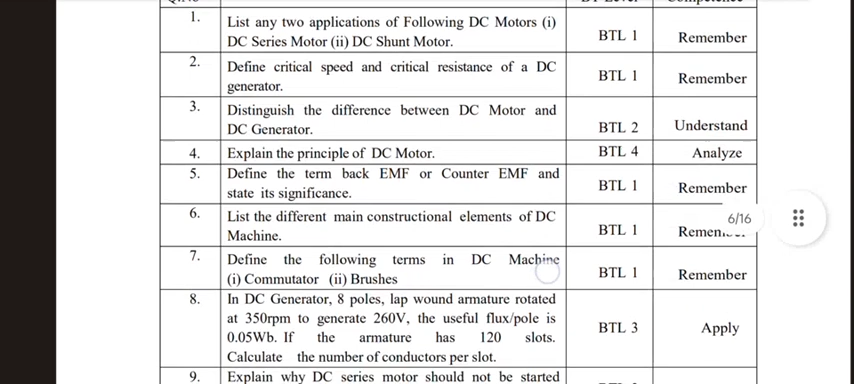 1. List any two applications of Following DC Motors (i)
DC Series Motor (ii) DC Shunt Motor. BTL 1 Remember
2. Define critical speed and critical resistance of a DC
generator. BTL 1 Remember
3. Distinguish the difference between DC Motor and
DC Generator. BTL 2 Understand
4. Explain the principle of DC Motor. BTL 4 Analyze
5. Define the term back EMF or Counter EMF and
state its significance. BTL 1 Remember
6. List the different main constructional elements of DC
Machine. BTL 1
6/16
7. Define the following terms in DC Machine
(i) Commutator (ii) Brushes BTL 1 Remember
8. In DC Generator, 8 poles, lap wound armature rotated
at 350rpm to generate 260V, the useful flux/pole is
0.05Wb. If the armature has 120 slots. BTL 3 Apply
Calculate the number of conductors per slot.
9. Explain why DC series motor should not be started